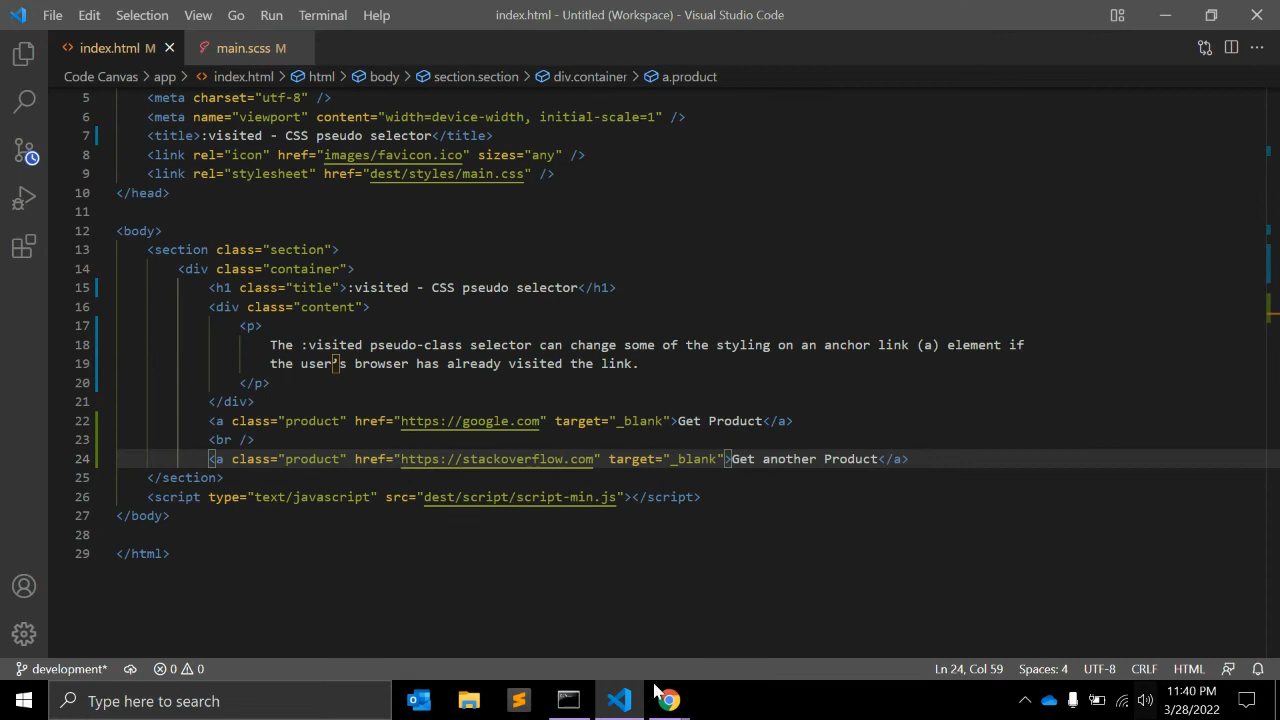 File Edit Selection View Go Run Terminal Help index.html - Untitled (Workspace) - Visual Studio Code
index.html M main.scss M
Code Canvas app index.html html body section.section div.container a.product
5 <meta charset="utf-8" />
6 <meta name="viewport" content="width=device-width, initial-scale=1" />
7 <title>:visited - CSS pseudo selector</title>
8 <link rel="icon" href="images/favicon.ico" sizes="any" />
9 <link rel="stylesheet" href="dest/styles/main.css" />
10 </head>
11
12 <body>
13 <section class="section">
14 <div class="container">
15 <h1 class="title">:visited - CSS pseudo selector</h1>
16 <div class="content">
17 <p>
18 The :visited pseudo-class selector can change some of the styling on an anchor link (a) element if
19 the user’s browser has already visited the link.
20 </p>
21 </div>
22 <a class="product" href="https://google.com" target="_blank">Get Product</a>
23 <br />
24 <a class="product" href="https://stackoverflow.com" target="_blank">Get another Product</a>
25 </section>
26 <script type="text/javascript" src="dest/script/script-min.js"></script>
27 </body>
28
29 </html>
development* 0 0 Ln 24, Col 59 Spaces: 4 UTF-8 CRLF HTML
Type here to search 11:40 PM
3/28/2022